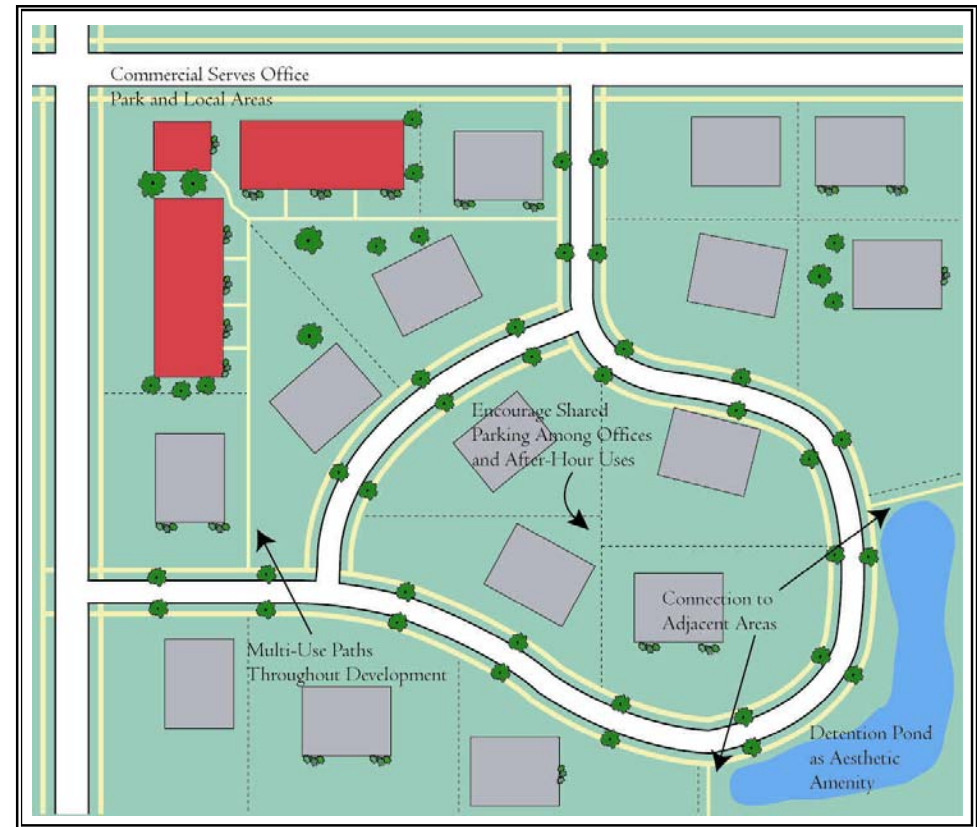 Commercial Serves Office
Park and Local Areas
Encourage Shared
Parking Among Offices
and After-Hour Uses
Connection to
Adjacent Areas
Multi-Use Paths
Throughout Development
Detention Pond
as Aesthetic
Amenity